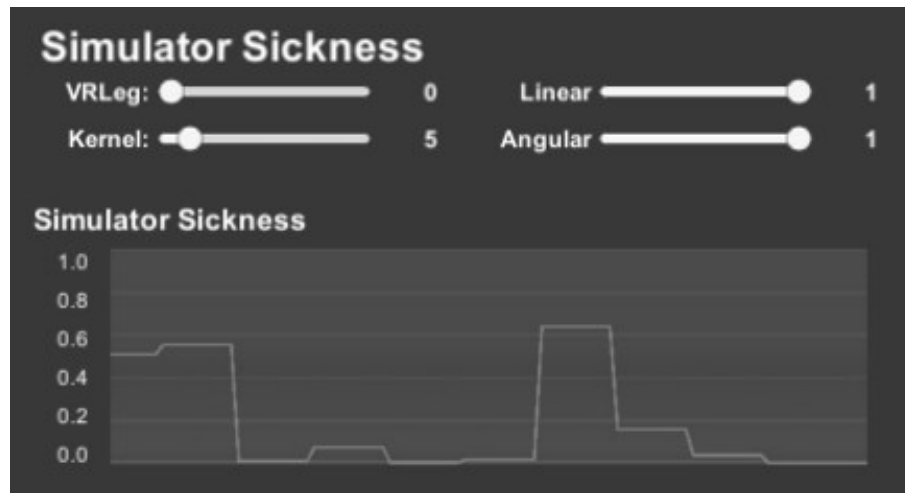 Simulator Sickness
VRLeg: 0 Linear 1
Kernel: 5 Angular 1
Simulator Sickness
1.0
0.8
0.6
0.4
0.2
0.0